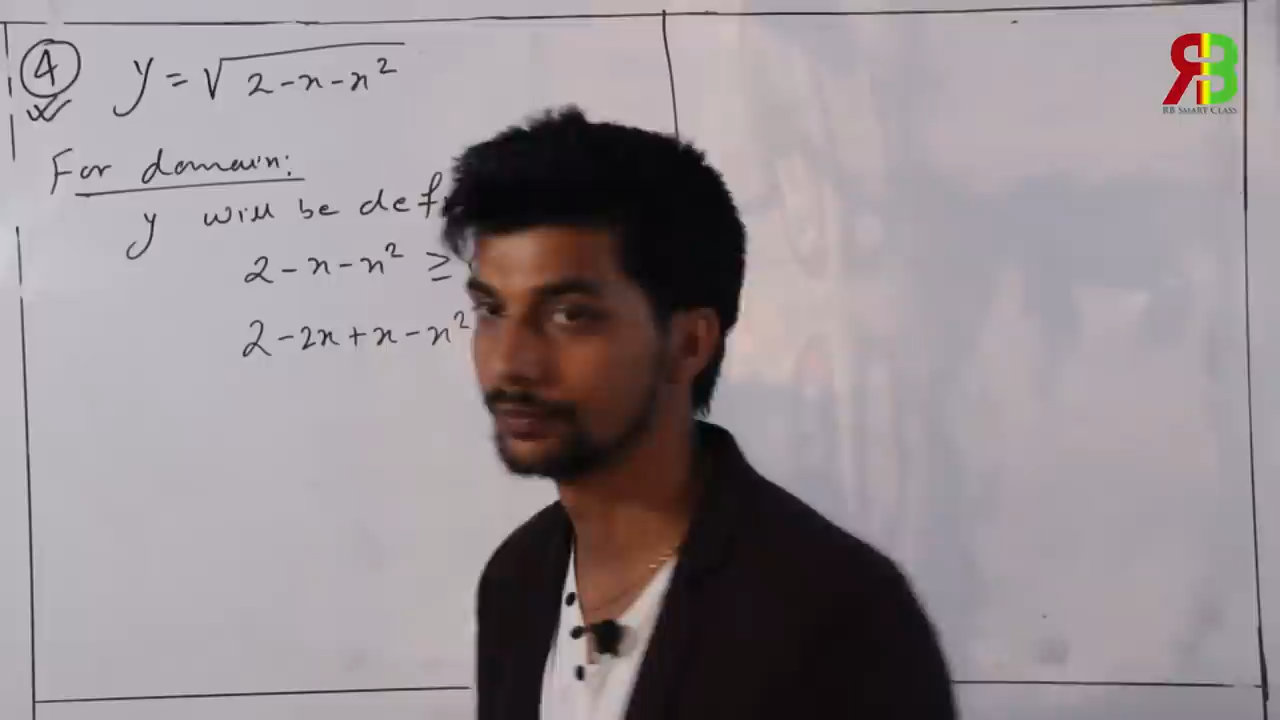 ④ y = √(2-x-x²)
For domain:
y will be def
2-x-x² ≥
2-2x+x-x²
RB
RB SMART CLASS